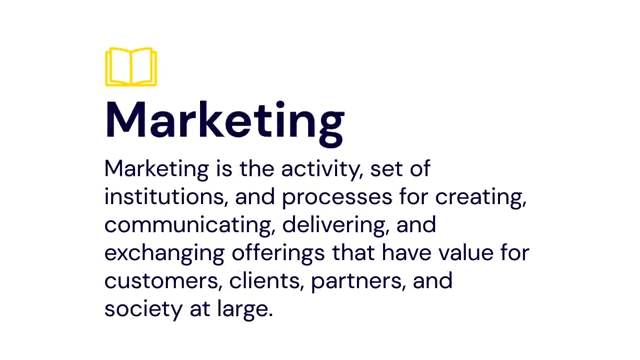 Marketing
Marketing is the activity, set of
institutions, and processes for creating,
communicating, delivering, and
exchanging offerings that have value for
customers, clients, partners, and
society at large.